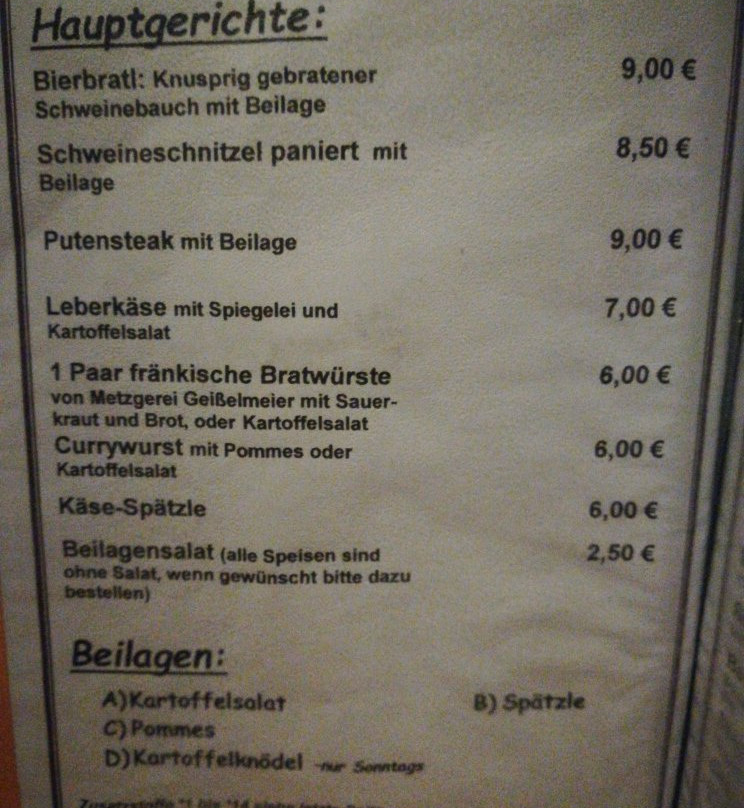 Hauptgerichte:
Bierbratl: Knusprig gebratener 9,00 €
Schweinebauch mit Beilage
Schweineschnitzel paniert mit 8,50 €
Beilage
Putensteak mit Beilage 9,00 €
Leberkäse mit Spiegelei und 7,00 €
Kartoffelsalat
1 Paar fränkische Bratwürste 6,00 €
von Metzgerei Geißelmeier mit Sauer-
kraut und Brot, oder Kartoffelsalat
Currywurst mit Pommes oder 6,00 €
Kartoffelsalat
Käse-Spätzle 6,00 €
Beilagensalat (alle Speisen sind 2,50 €
ohne Salat, wenn gewünscht bitte dazu
bestellen)
Beilagen:
A)Kartoffelsalat B) Spätzle
C)Pommes
D)Kartoffelknödel -nur Sonntags